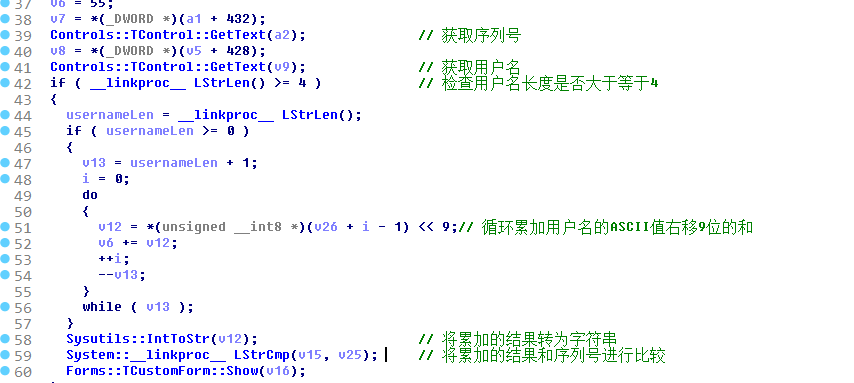 37 v6 = 55;
38 v7 = *(_DWORD *)(a1 + 432);
39 Controls::TControl::GetText(a2); // 获取序列号
40 v8 = *(_DWORD *)(v5 + 428);
41 Controls::TControl::GetText(v9); // 获取用户名
42 if ( __linkproc__ LStrLen() >= 4 ) // 检查用户名长度是否大于等于4
43 {
44 usernameLen = __linkproc__ LStrLen();
45 if ( usernameLen >= 0 )
46 {
47 v13 = usernameLen + 1;
48 i = 0;
49 do
50 {
51 v12 = *(unsigned __int8 *)(v26 + i - 1) << 9;// 循环累加用户名的ASCII值右移9位的和
52 v6 += v12;
53 ++i;
54 --v13;
55 }
56 while ( v13 );
57 }
58 Sysutils::IntToStr(v12); // 将累加的结果转为字符串
59 System::__linkproc__ LStrCmp(v15, v25); // 将累加的结果和序列号进行比较
60 Forms::TCustomForm::Show(v16);